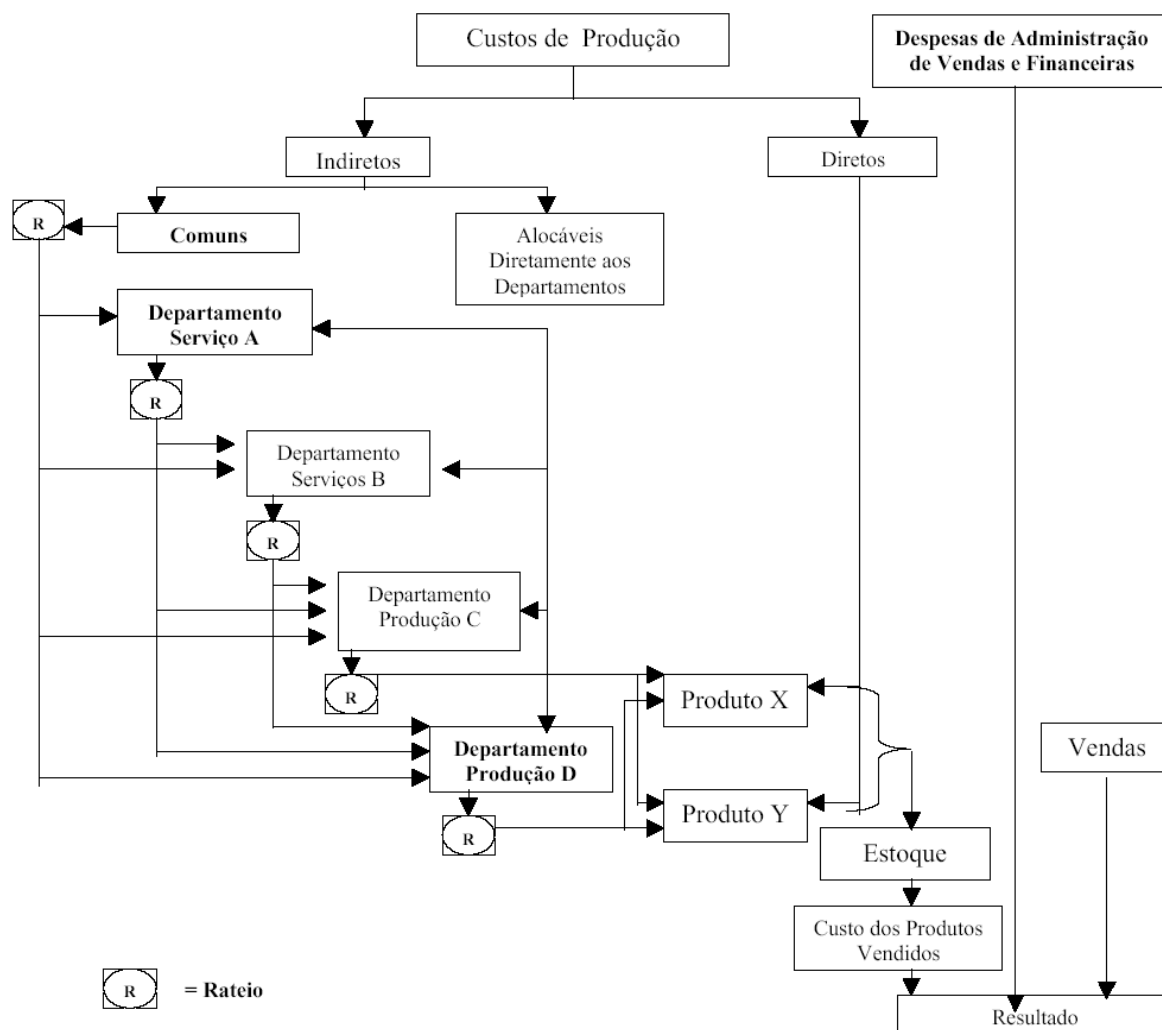 Custos de Produção
Despesas de Administração
de Vendas e Financeiras
Indiretos
Diretos
R
Comuns
Alocáveis
Diretamente aos
Departamentos
Departamento
Serviço A
R
Departamento
Serviços B
R
Departamento
Produção C
R
Produto X
Departamento
Produção D
Vendas
Produto Y
R
Estoque
Custo dos Produtos
Vendidos
R = Rateio
Resultado